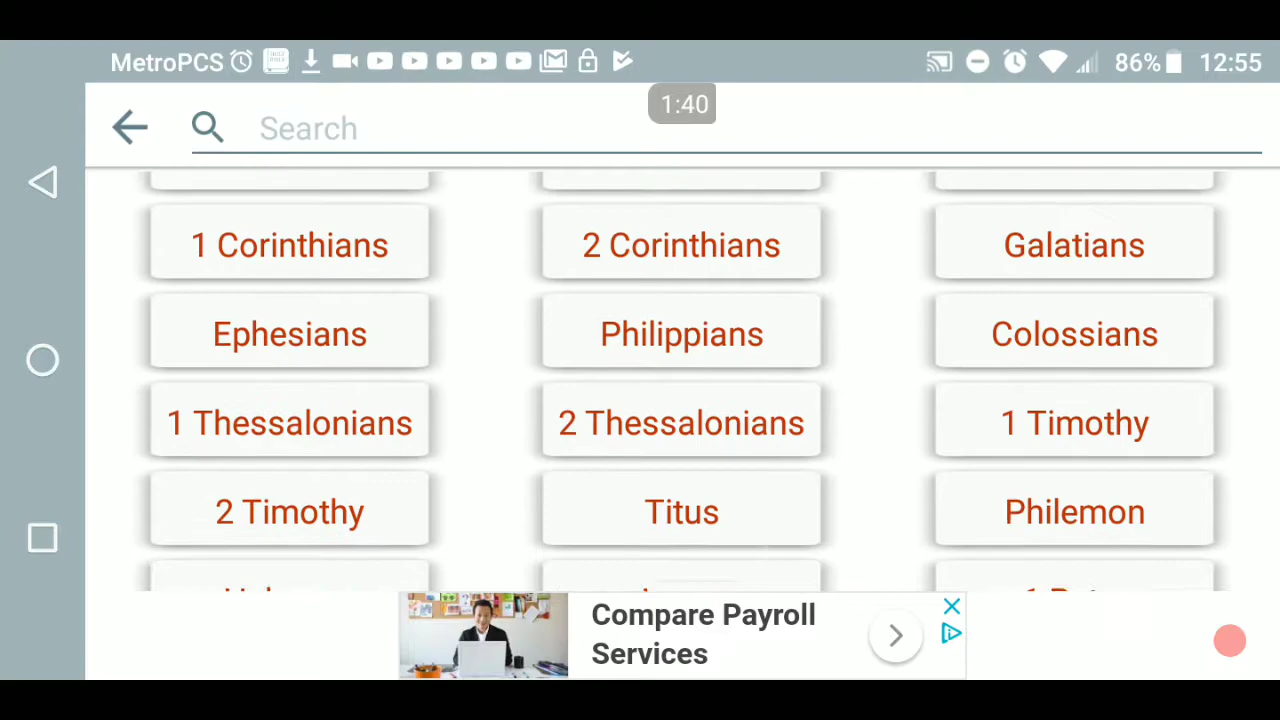 MetroPCS 86% 12:55
1:40
Search
1 Corinthians 2 Corinthians Galatians
Ephesians Philippians Colossians
1 Thessalonians 2 Thessalonians 1 Timothy
2 Timothy Titus Philemon
Compare Payroll
Services